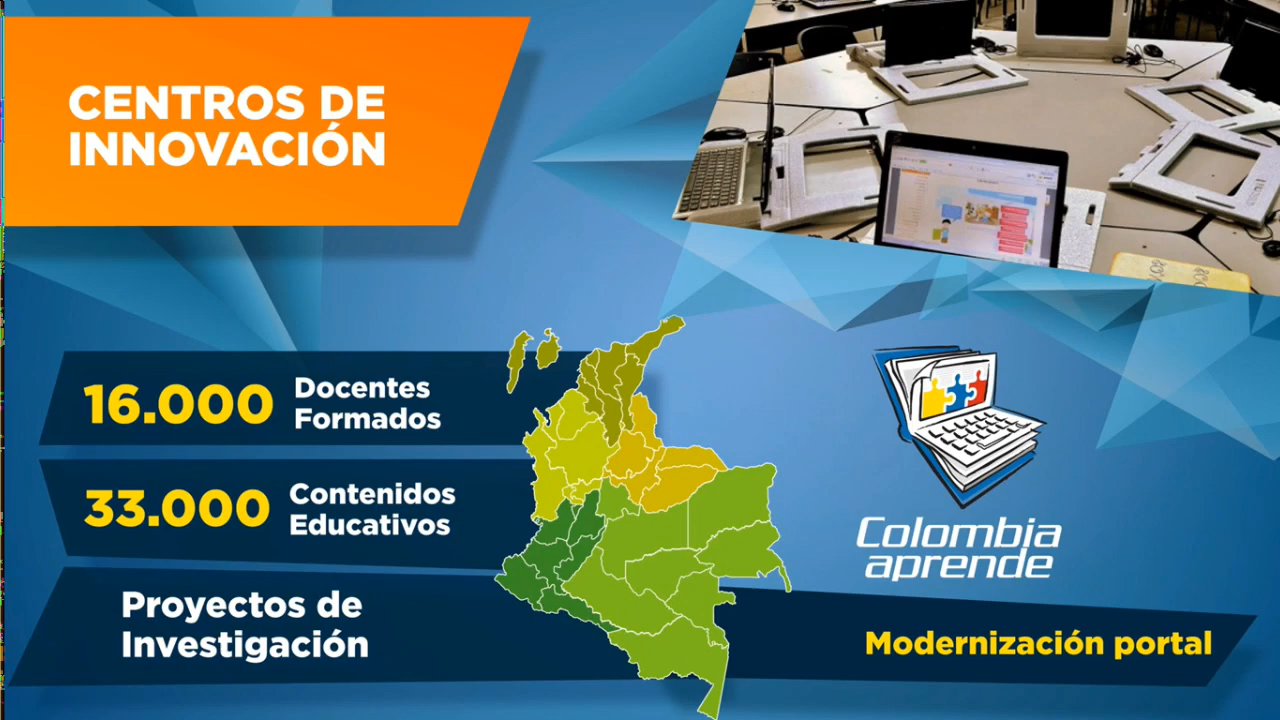 CENTROS DE
INNOVACIÓN
16.000
Docentes
Formados
33.000
Contenidos
Educativos
Proyectos de
Investigación
Colombia
aprende
Modernización portal